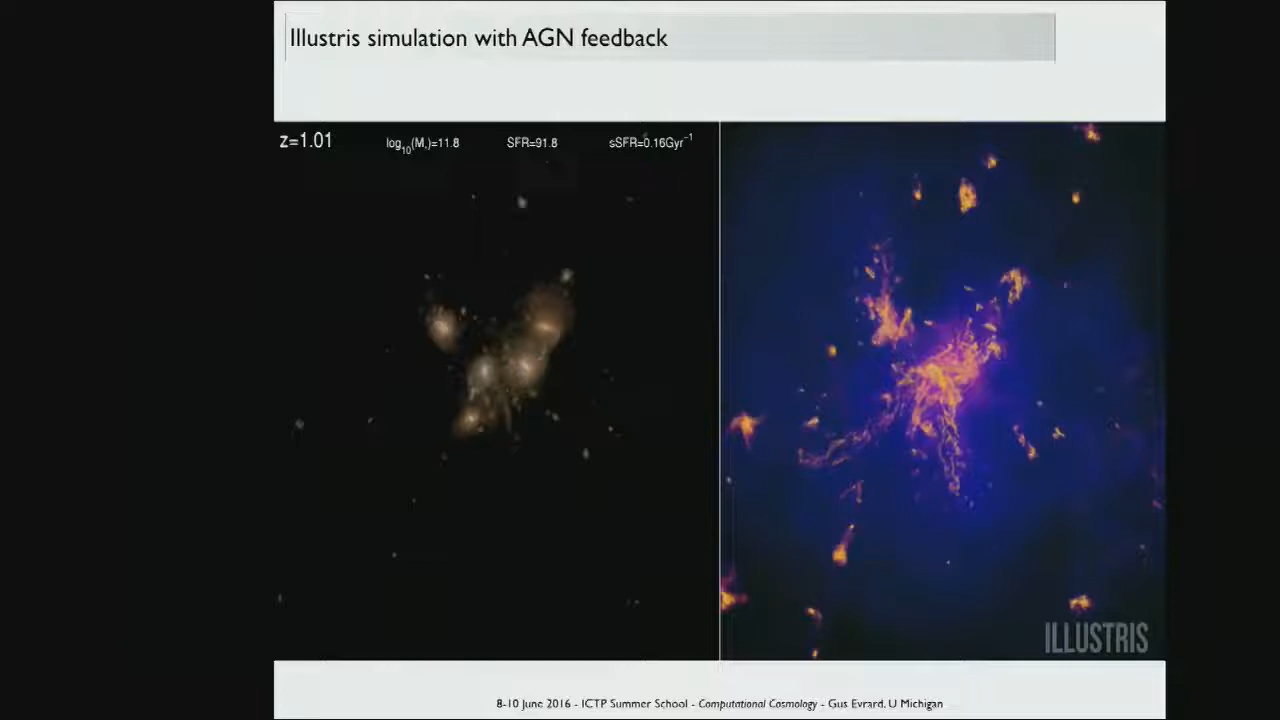 Illustris simulation with AGN feedback
z=1.01 log₁₀(M*)=11.8 SFR=91.8 sSFR=0.16Gyr⁻¹
ILLUSTRIS
8-10 June 2016 - ICTP Summer School - Computational Cosmology - Gus Evrard, U Michigan